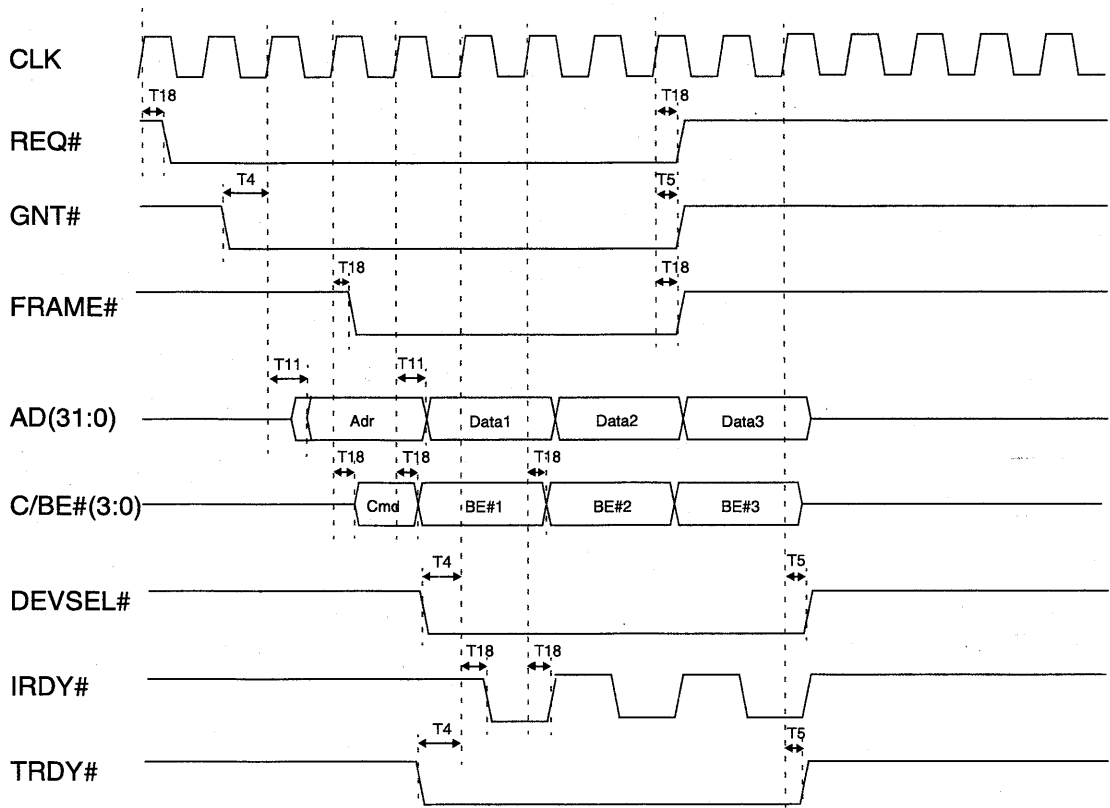 CLK
T18 T18
REQ#
T4 T5
GNT#
T18 T18
FRAME#
T11 T11
AD(31:0) Adr Data1 Data2 Data3
T18 T18 T18
C/BE#(3:0) Cmd BE#1 BE#2 BE#3
T4 T5
DEVSEL#
T18 T18
IRDY#
T4 T5
TRDY#